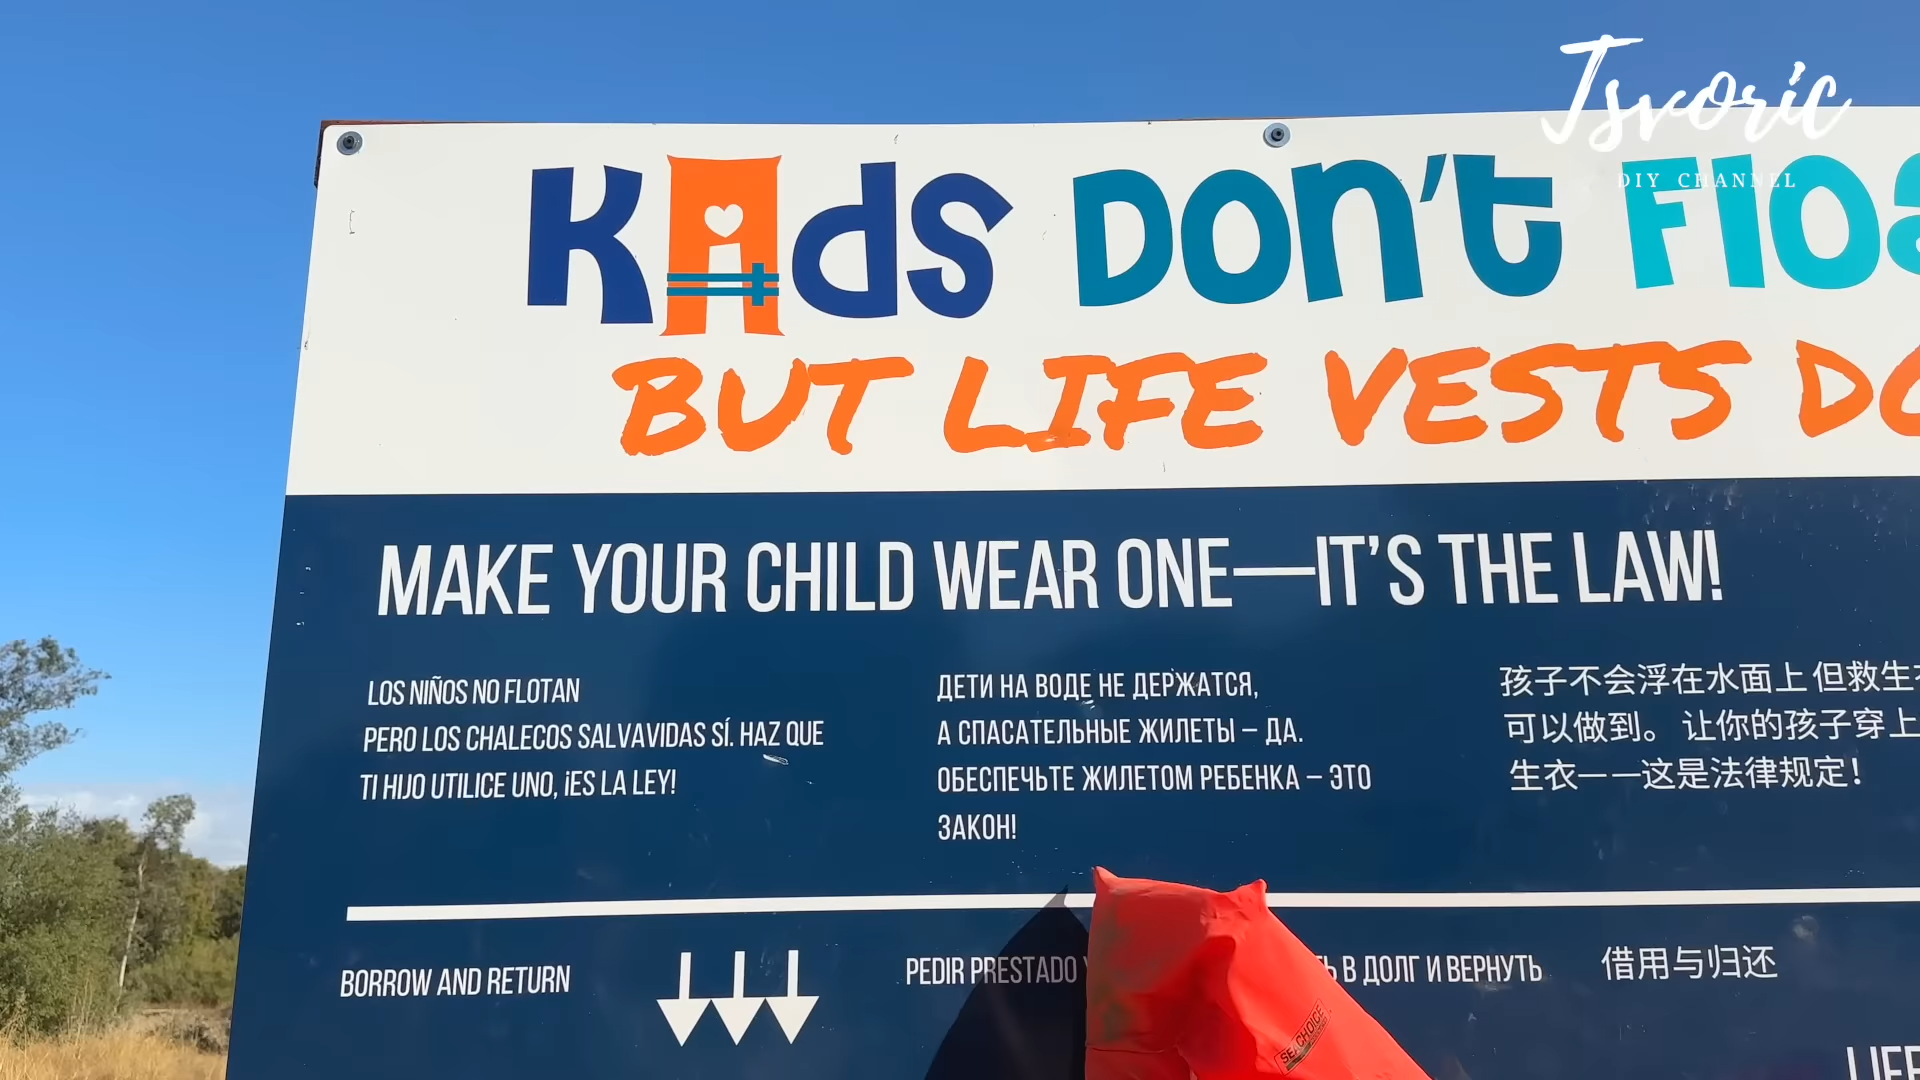 Tsvoric
DIY CHANNEL
KIDS DON'T
BUT LIFE VESTS
MAKE YOUR CHILD WEAR ONE—IT'S THE LAW!
LOS NIÑOS NO FLOTAN
PERO LOS CHALECOS SALVAVIDAS SÍ. HAZ QUE
TI HIJO UTILICE UNO, ¡ES LA LEY!
ДЕТИ НА ВОДЕ НЕ ДЕРЖАТСЯ,
А СПАСАТЕЛЬНЫЕ ЖИЛЕТЫ – ДА.
ОБЕСПЕЧЬТЕ ЖИЛЕТОМ РЕБЕНКА – ЭТО
ЗАКОН!
孩子不会浮在水面上 但救生
可以做到。 让你的孩子穿上
生衣——这是法律规定!
BORROW AND RETURN
PEDIR PRESTADO
В ДОЛГ И ВЕРНУТЬ
借用与归还
SEACHOICE